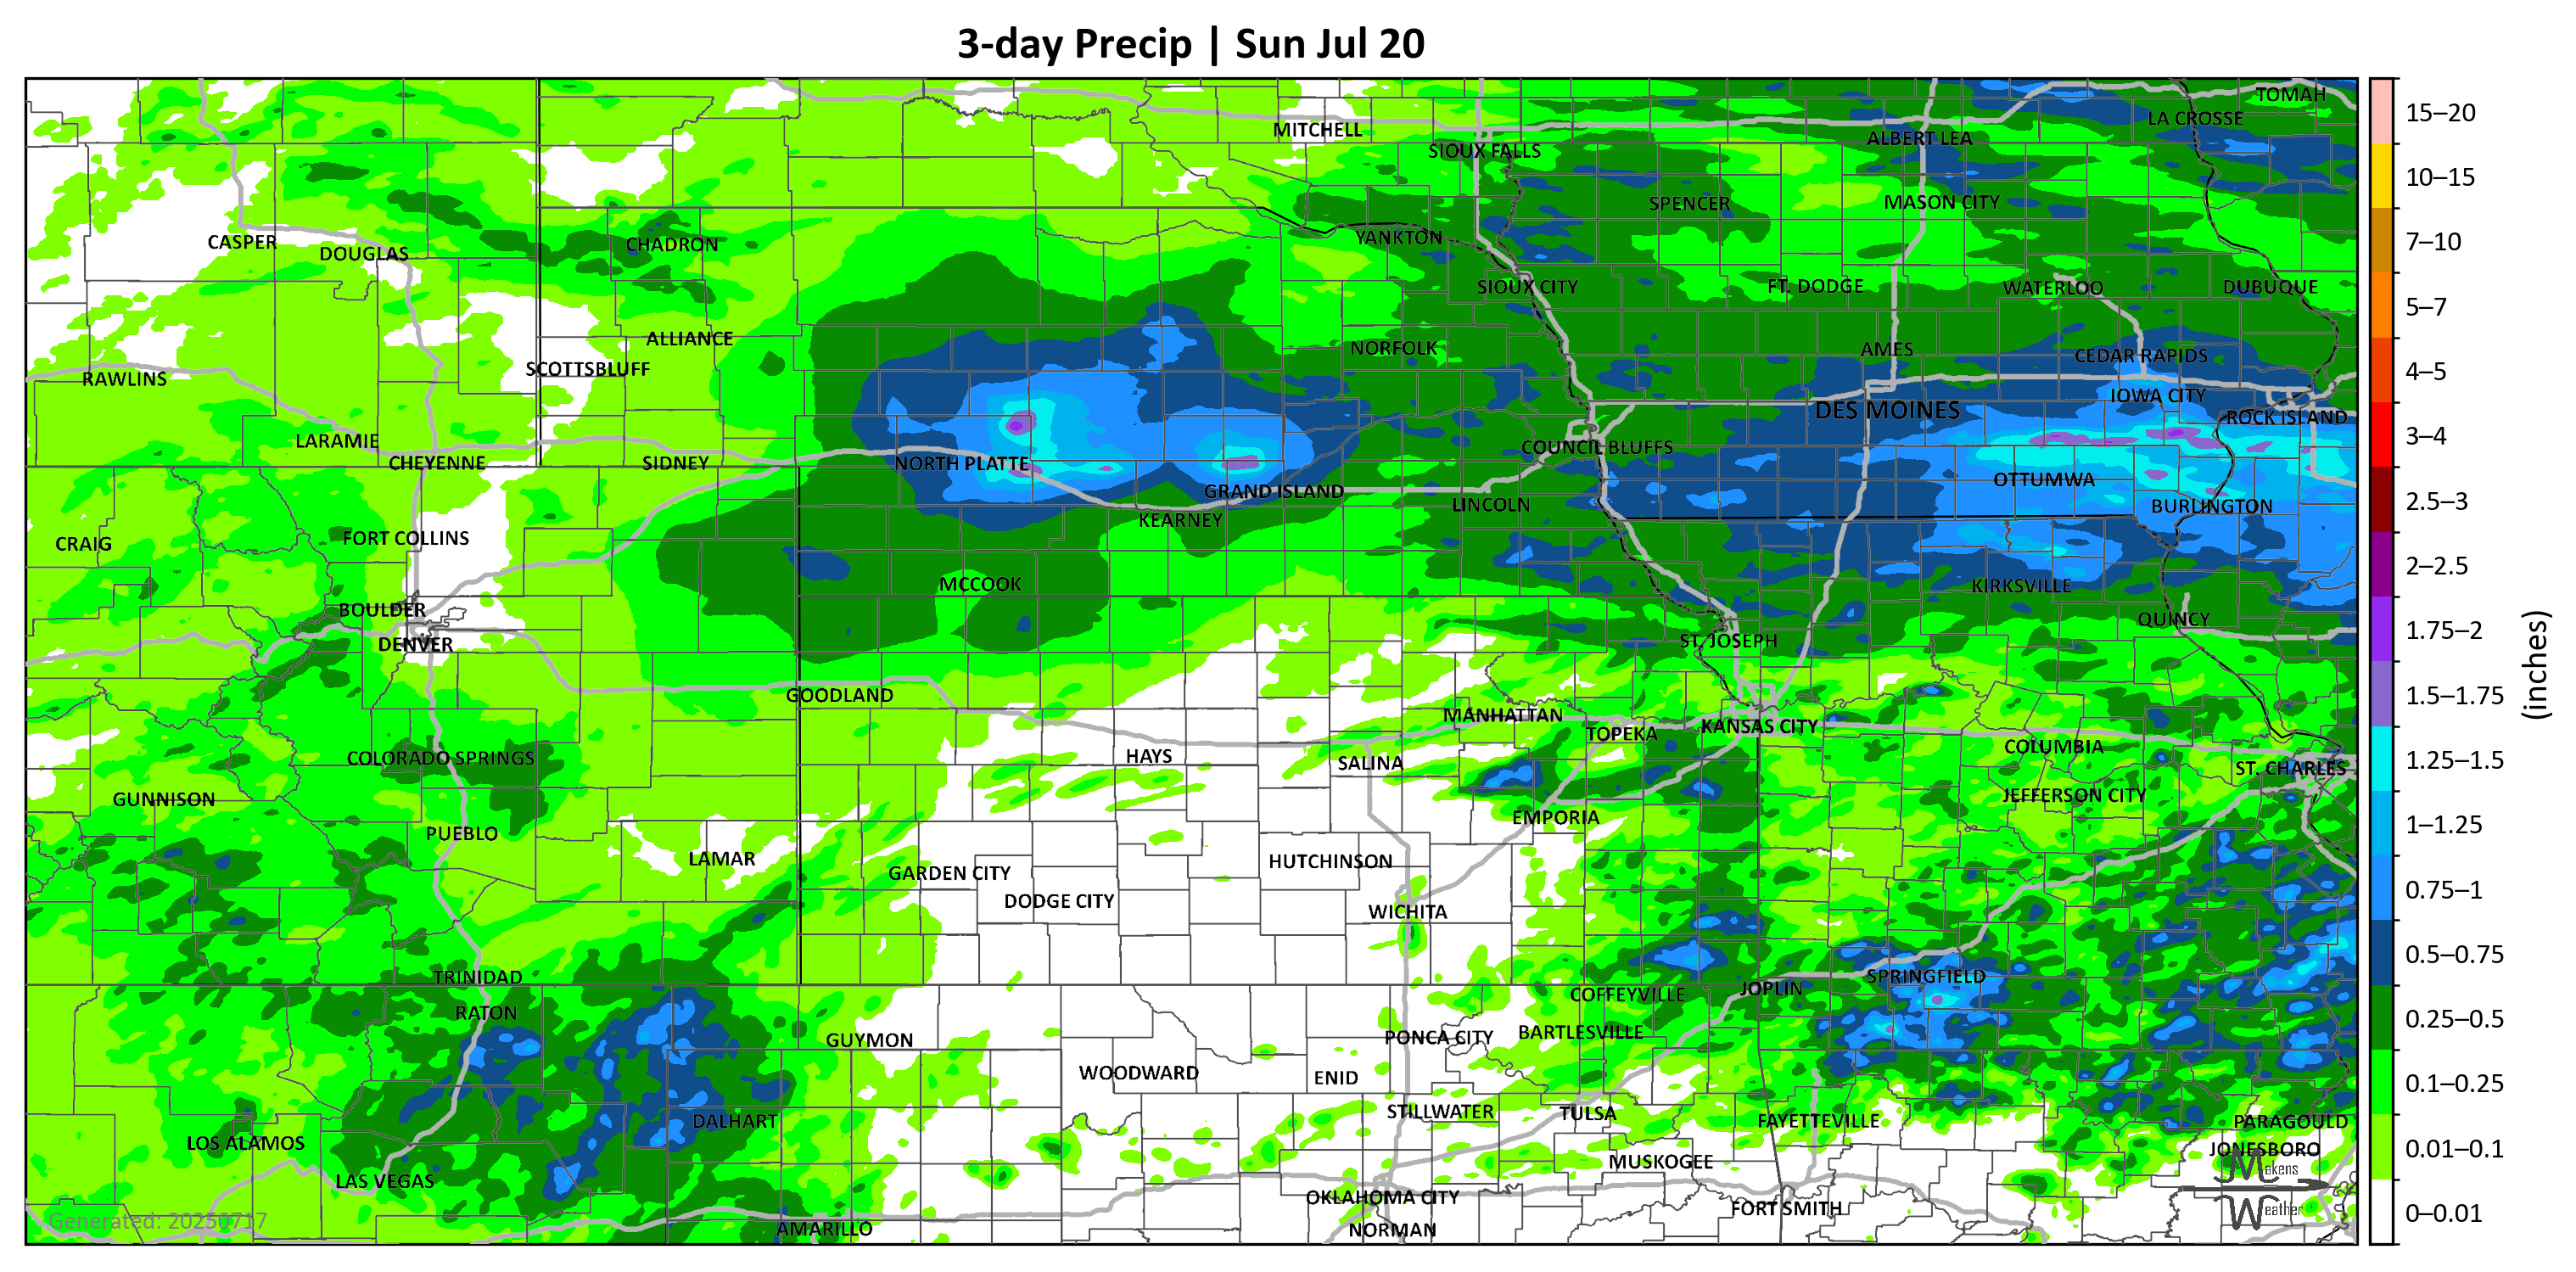 3-day Precip | Sun Jul 20
TOMAH
LA CROSSE
MITCHELL
ALBERT LEA
SIOUX FALLS
SPENCER
MASON CITY
YANKTON
CASPER
CHADRON
DOUGLAS
SIOUX CITY
FT. DODGE
WATERLOO
DUBUQUE
ALLIANCE
NORFOLK
AMES
CEDAR RAPIDS
SCOTTSBLUFF
RAWLINS
IOWA CITY
DES MOINES
ROCK ISLAND
LARAMIE
COUNCIL BLUFFS
CHEYENNE
SIDNEY
NORTH PLATTE
OTTUMWA
GRAND ISLAND
LINCOLN
BURLINGTON
KEARNEY
FORT COLLINS
CRAIG
MCCOOK
KIRKSVILLE
BOULDER
QUINCY
DENVER
ST. JOSEPH
GOODLAND
MANHATTAN
KANSAS CITY
TOPEKA
COLUMBIA
COLORADO SPRINGS
HAYS
SALINA
ST. CHARLES
GUNNISON
JEFFERSON CITY
EMPORIA
PUEBLO
LAMAR
HUTCHINSON
GARDEN CITY
DODGE CITY
WICHITA
TRINIDAD
SPRINGFIELD
JOPLIN
COFFEYVILLE
RATON
BARTLESVILLE
PONCA CITY
GUYMON
WOODWARD
ENID
STILLWATER
TULSA
DALHART
FAYETTEVILLE
PARAGOULD
LOS ALAMOS
JONESBORO
MUSKOGEE
LAS VEGAS
OKLAHOMA CITY
FORT SMITH
AMARILLO
NORMAN
Generated: 20250717
Makens
Weather
15–20
10–15
7–10
5–7
4–5
3–4
2.5–3
2–2.5
1.75–2
1.5–1.75
1.25–1.5
1–1.25
0.75–1
0.5–0.75
0.25–0.5
0.1–0.25
0.01–0.1
0–0.01
(inches)